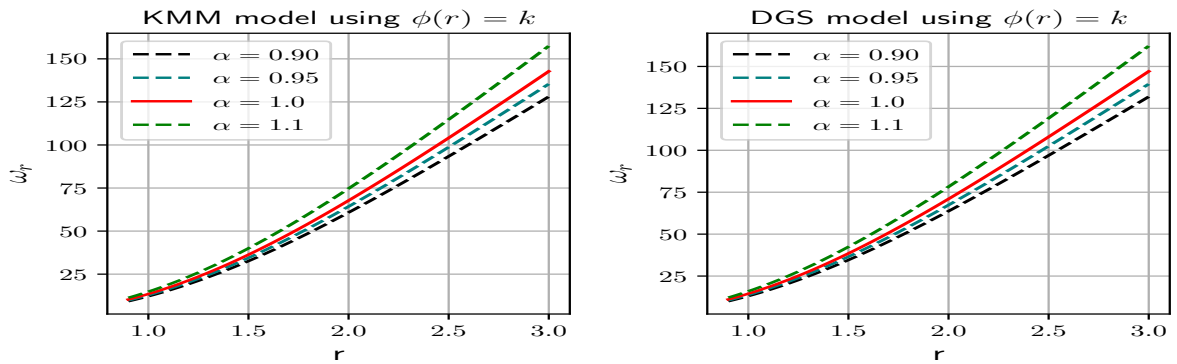 KMM model using ϕ(r) = k
150
125
100
75
50
25
ω_r
α = 0.90
α = 0.95
α = 1.0
α = 1.1
1.0 1.5 2.0 2.5 3.0
r
DGS model using ϕ(r) = k
150
125
100
75
50
25
ω_r
α = 0.90
α = 0.95
α = 1.0
α = 1.1
1.0 1.5 2.0 2.5 3.0
r